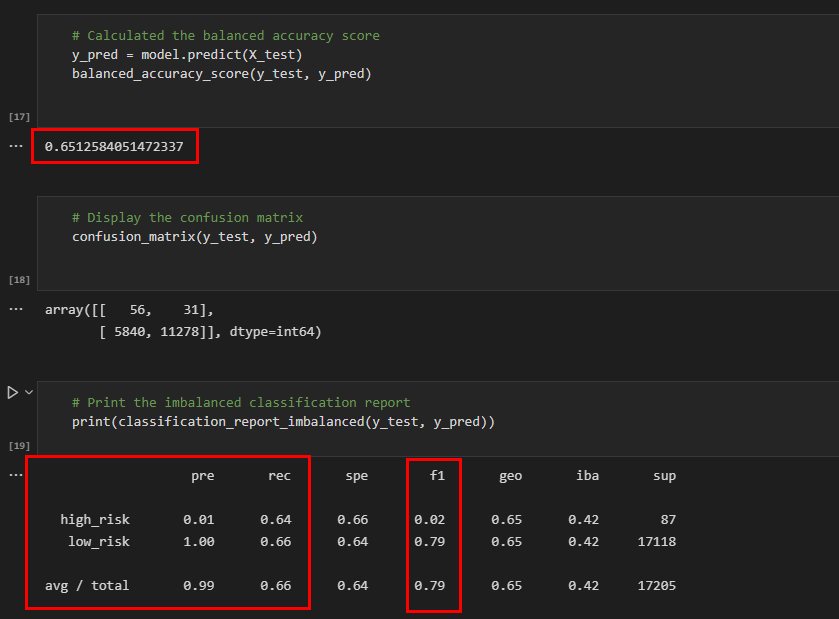 # Calculated the balanced accuracy score
y_pred = model.predict(X_test)
balanced_accuracy_score(y_test, y_pred)
[17]
... 0.6512584051472337
# Display the confusion matrix
confusion_matrix(y_test, y_pred)
[18]
... array([[   56,    31],
       [ 5840, 11278]], dtype=int64)
# Print the imbalanced classification report
print(classification_report_imbalanced(y_test, y_pred))
[19]
... pre rec spe f1 geo iba sup
high_risk 0.01 0.64 0.66 0.02 0.65 0.42 87
low_risk 1.00 0.66 0.64 0.79 0.65 0.42 17118
avg / total 0.99 0.66 0.64 0.79 0.65 0.42 17205